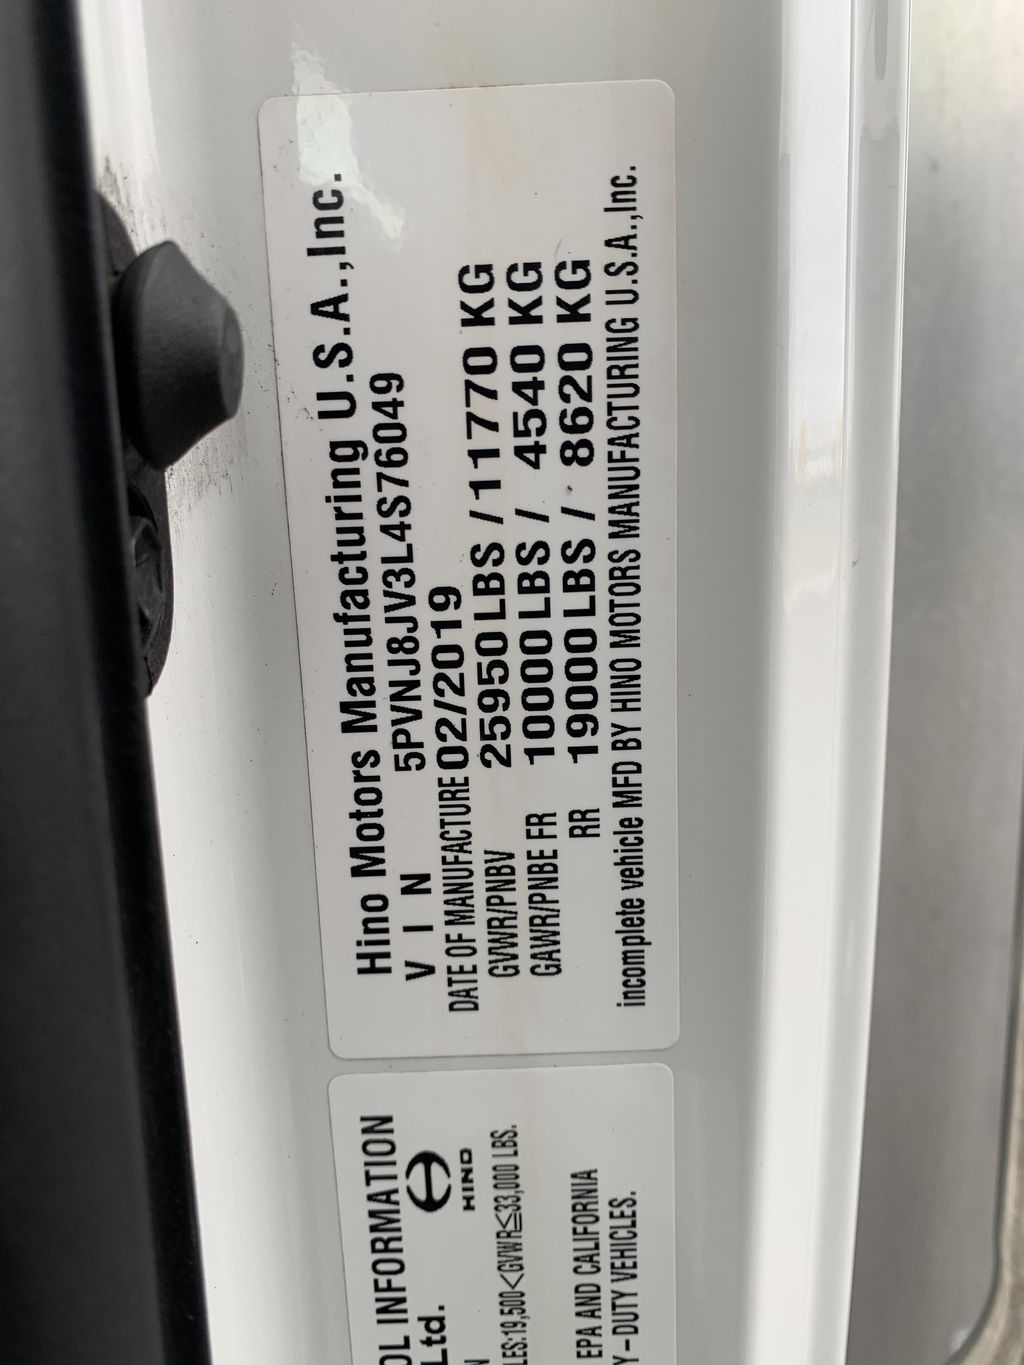 Hino Motors Manufacturing U.S.A.,Inc.
V I N 5PVNJ8JV3L4S76049
DATE OF MANUFACTURE 02/2019
GVWR/PNBV 25950 LBS / 11770 KG
GAWR/PNBE FR 10000 LBS / 4540 KG
RR 19000 LBS / 8620 KG
incomplete vehicle MFD BY HINO MOTORS MANUFACTURING U.S.A.,Inc.
INFORMATION
Ltd.
HINO
19,500<GVWR≦33,000 LBS.
EPA AND CALIFORNIA
-DUTY VEHICLES.